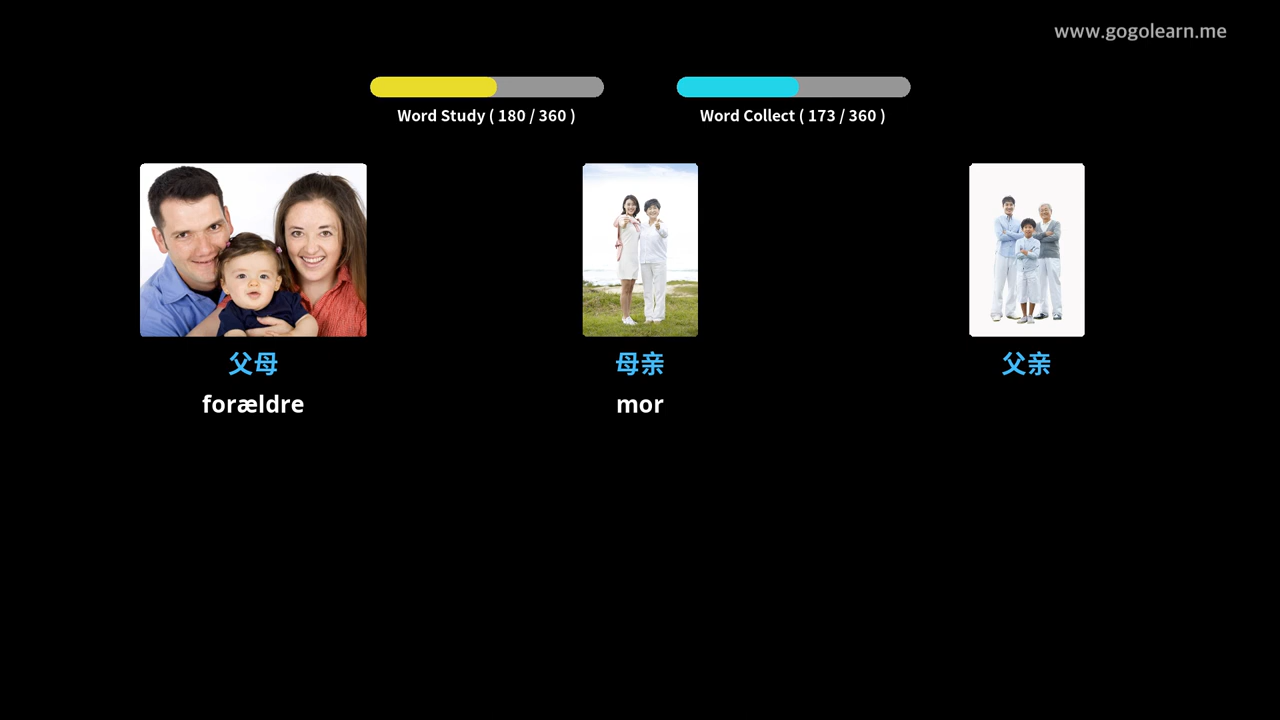 www.gogolearn.me
Word Study ( 180 / 360 )
Word Collect ( 173 / 360 )
父母
母亲
父亲
forældre
mor